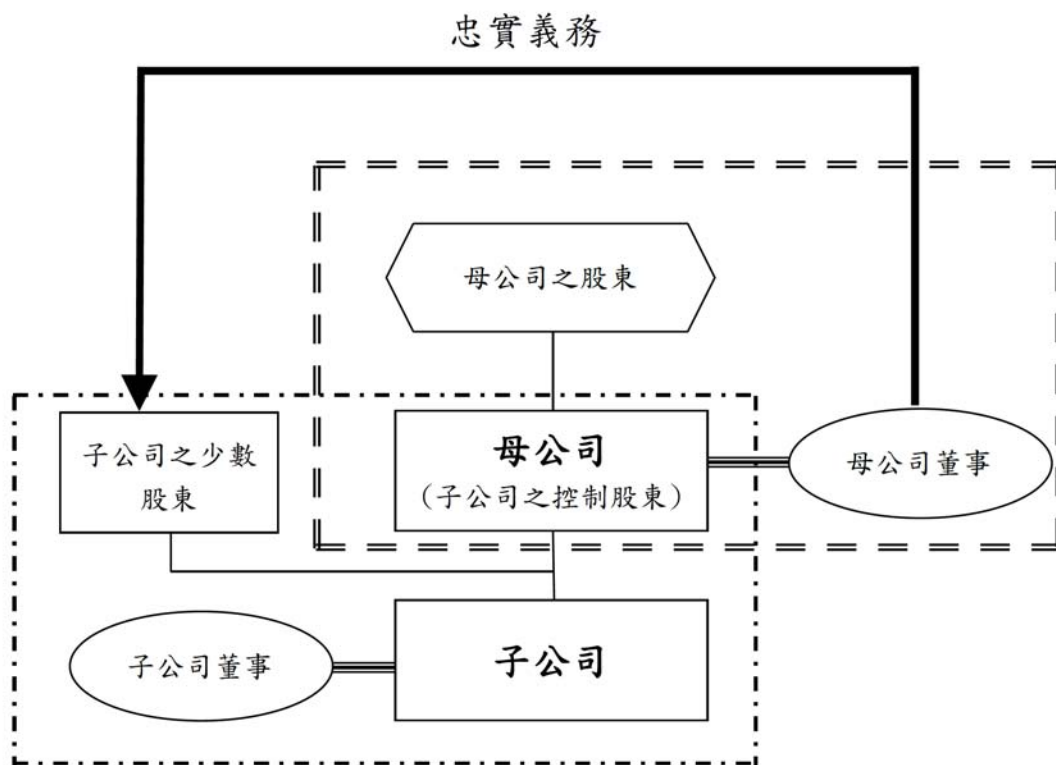 忠實義務
母公司之股東
子公司之少數
股東
母公司
（子公司之控制股東）
母公司董事
子公司董事
子公司